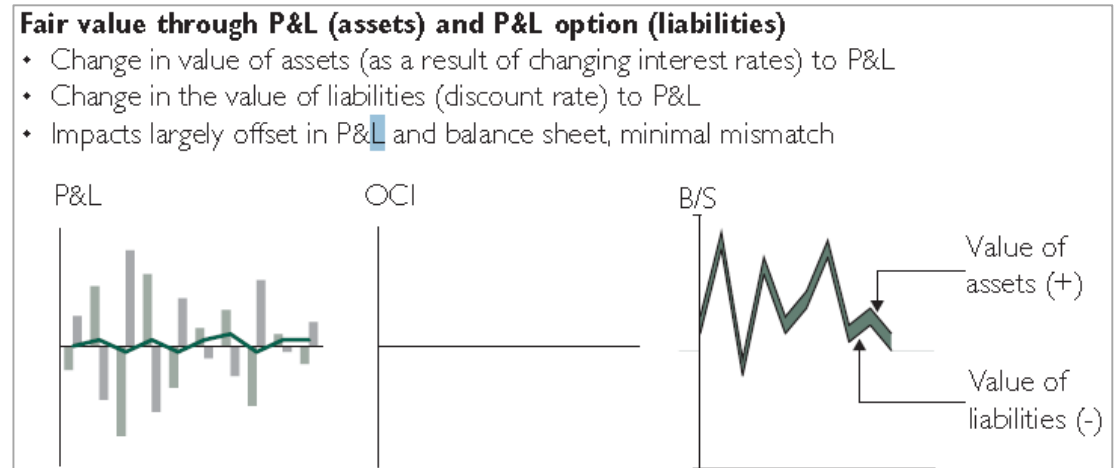 Fair value through P&L (assets) and P&L option (liabilities)
• Change in value of assets (as a result of changing interest rates) to P&L
• Change in the value of liabilities (discount rate) to P&L
• Impacts largely offset in P&L and balance sheet, minimal mismatch
P&L
OCI
B/S
Value of
assets (+)
Value of
liabilities (-)